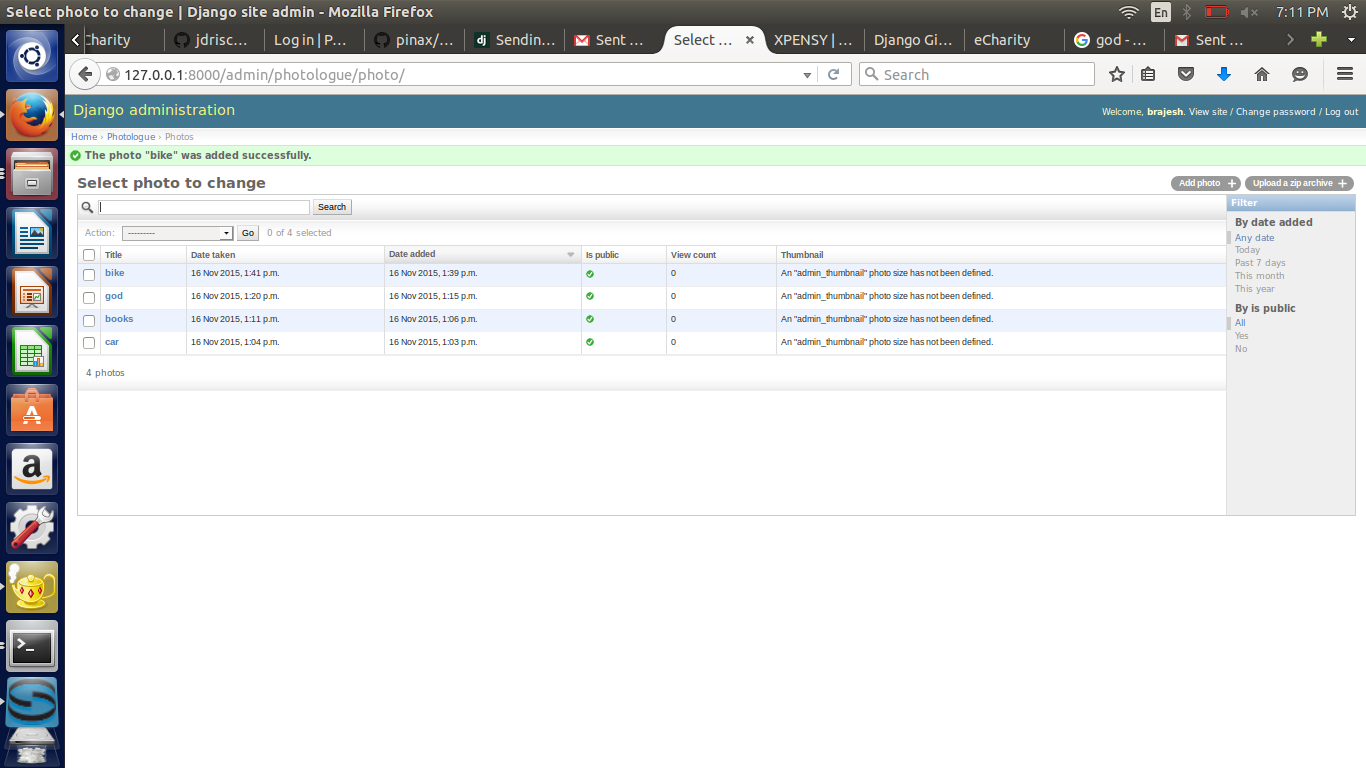 Select photo to change | Django site admin - Mozilla Firefox
En
7:11 PM
Charity
jdrisc...
Log in | P...
pinax/...
dj Sendin...
Sent ...
Select ...
XPENSY | ...
Django Gi...
eCharity
god - ...
Sent ...
127.0.0.1:8000/admin/photologue/photo/
Search
Django administration
Welcome, brajesh. View site / Change password / Log out
Home › Photologue › Photos
The photo "bike" was added successfully.
Select photo to change
Add photo +
Upload a zip archive +
Search
Filter
Action: --------- Go 0 of 4 selected
Title Date taken Date added Is public View count Thumbnail
bike 16 Nov 2015, 1:41 p.m. 16 Nov 2015, 1:39 p.m. 0 An "admin_thumbnail" photo size has not been defined.
god 16 Nov 2015, 1:20 p.m. 16 Nov 2015, 1:15 p.m. 0 An "admin_thumbnail" photo size has not been defined.
books 16 Nov 2015, 1:11 p.m. 16 Nov 2015, 1:06 p.m. 0 An "admin_thumbnail" photo size has not been defined.
car 16 Nov 2015, 1:04 p.m. 16 Nov 2015, 1:03 p.m. 0 An "admin_thumbnail" photo size has not been defined.
4 photos
By date added
Any date
Today
Past 7 days
This month
This year
By is public
All
Yes
No